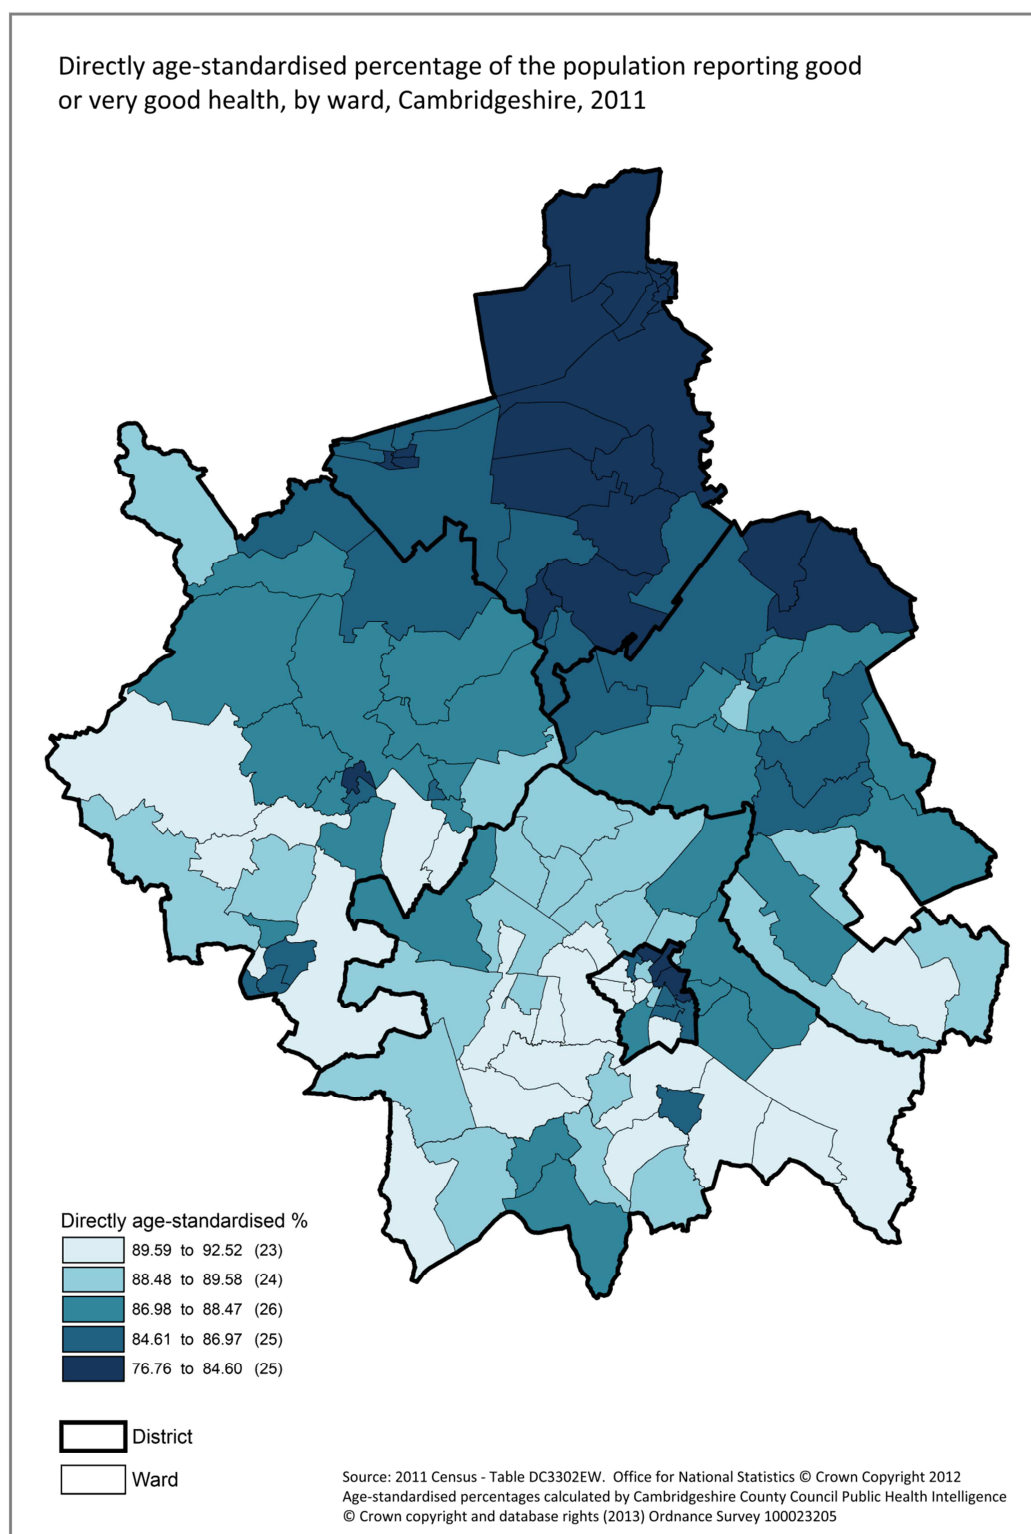 Directly age-standardised percentage of the population reporting good
or very good health, by ward, Cambridgeshire, 2011
Directly age-standardised %
89.59 to 92.52 (23)
88.48 to 89.58 (24)
86.98 to 88.47 (26)
84.61 to 86.97 (25)
76.76 to 84.60 (25)
District
Ward
Source: 2011 Census - Table DC3302EW. Office for National Statistics © Crown Copyright 2012
Age-standardised percentages calculated by Cambridgeshire County Council Public Health Intelligence
© Crown copyright and database rights (2013) Ordnance Survey 100023205